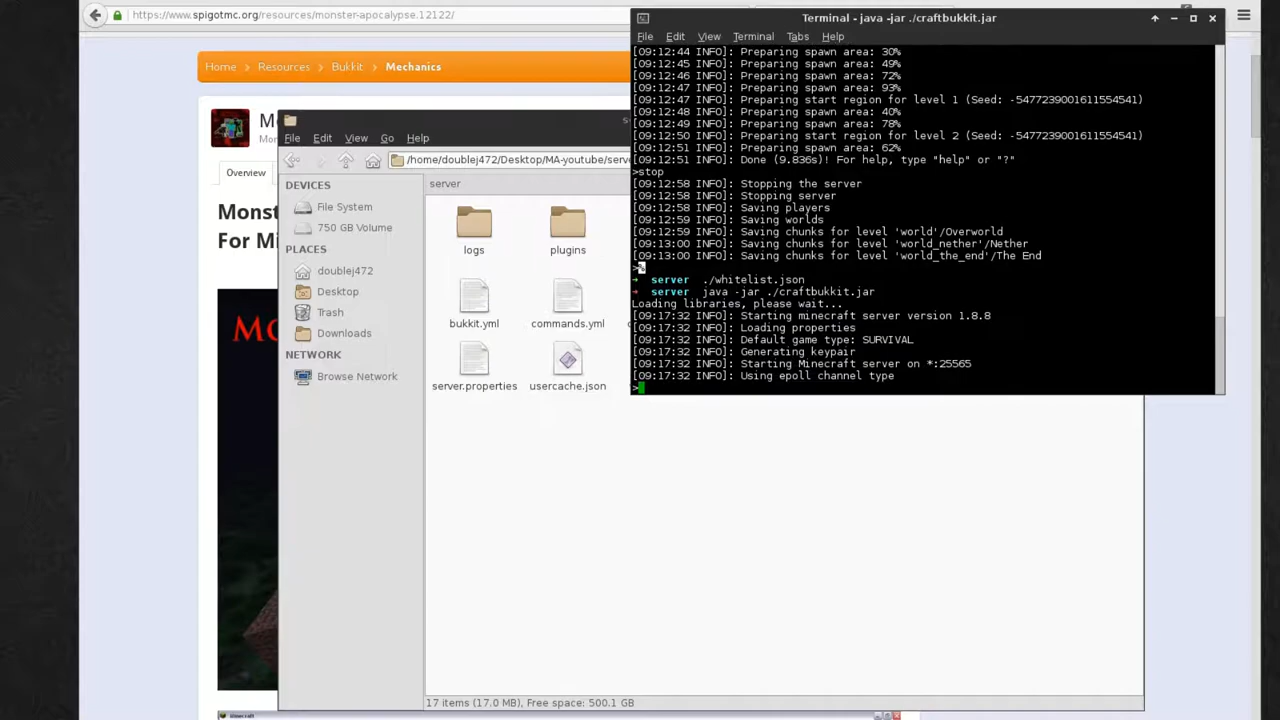 https://www.spigotmc.org/resources/monster-apocalypse.12122/
Home Resources Bukkit Mechanics
Overview
Terminal - java -jar ./craftbukkit.jar
File Edit View Terminal Tabs Help
[09:12:44 INFO]: Preparing spawn area: 30%
[09:12:45 INFO]: Preparing spawn area: 49%
[09:12:46 INFO]: Preparing spawn area: 72%
[09:12:47 INFO]: Preparing spawn area: 93%
[09:12:47 INFO]: Preparing start region for level 1 (Seed: -5477239001611554541)
[09:12:48 INFO]: Preparing spawn area: 40%
[09:12:49 INFO]: Preparing spawn area: 78%
[09:12:50 INFO]: Preparing start region for level 2 (Seed: -5477239001611554541)
[09:12:51 INFO]: Preparing spawn area: 62%
[09:12:51 INFO]: Done (9.836s)! For help, type "help" or "?"
>stop
[09:12:58 INFO]: Stopping the server
[09:12:58 INFO]: Stopping server
[09:12:58 INFO]: Saving players
[09:12:59 INFO]: Saving worlds
[09:12:59 INFO]: Saving chunks for level 'world'/Overworld
[09:13:00 INFO]: Saving chunks for level 'world_nether'/Nether
[09:13:00 INFO]: Saving chunks for level 'world_the_end'/The End
>%
→ server ./whitelist.json
→ server java -jar ./craftbukkit.jar
Loading libraries, please wait...
[09:17:32 INFO]: Starting minecraft server version 1.8.8
[09:17:32 INFO]: Loading properties
[09:17:32 INFO]: Default game type: SURVIVAL
[09:17:32 INFO]: Generating keypair
[09:17:32 INFO]: Starting Minecraft server on *:25565
[09:17:32 INFO]: Using epoll channel type
>
File Edit View Go Help
/home/doublej472/Desktop/MA-youtube/serv
DEVICES
File System
750 GB Volume
PLACES
doublej472
Desktop
Trash
Downloads
NETWORK
Browse Network
server
logs plugins
bukkit.yml commands.yml
server.properties usercache.json
17 items (17.0 MB), Free space: 500.1 GB